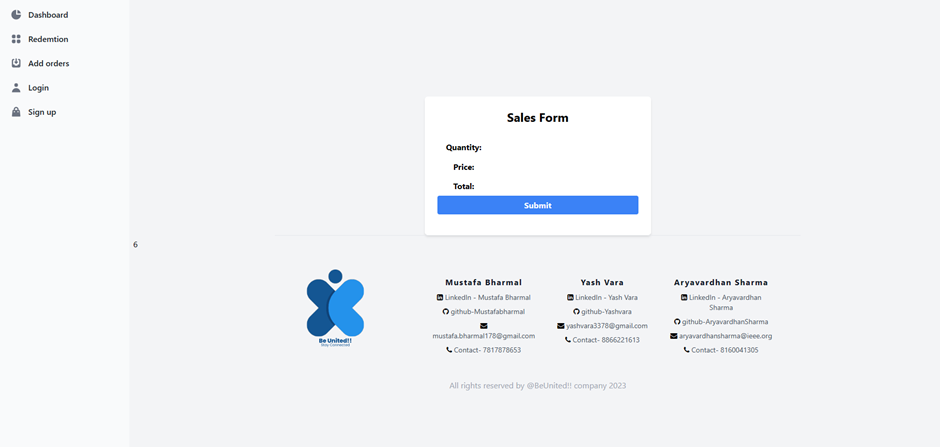 Dashboard
Redemtion
Add orders
Login
Sign up
Sales Form
Quantity:
Price:
Total:
Submit
6
Be United!!
Stay Connected
Mustafa Bharmal
LinkedIn - Mustafa Bharmal
github-Mustafabharmal
mustafa.bharmal178@gmail.com
Contact- 7817878653
Yash Vara
LinkedIn - Yash Vara
github-Yashvara
yashvara3378@gmail.com
Contact- 8866221613
Aryavardhan Sharma
LinkedIn - Aryavardhan
Sharma
github-AryavardhanSharma
aryavardhansharma@ieee.org
Contact- 8160041305
All rights reserved by @BeUnited!! company 2023